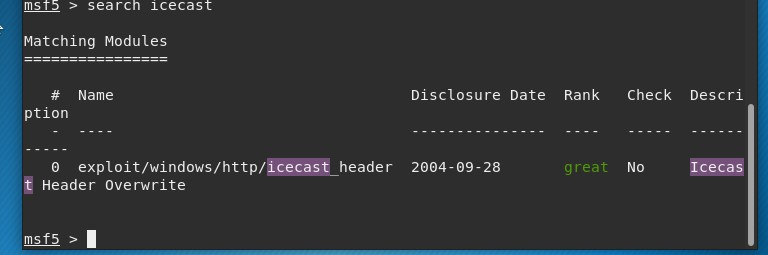 msf5 > search icecast
Matching Modules
================
# Name Disclosure Date Rank Check Descri
ption
- ---- --------------- ---- ----- ------
-----
0 exploit/windows/http/icecast_header 2004-09-28 great No Icecas
t Header Overwrite
msf5 >